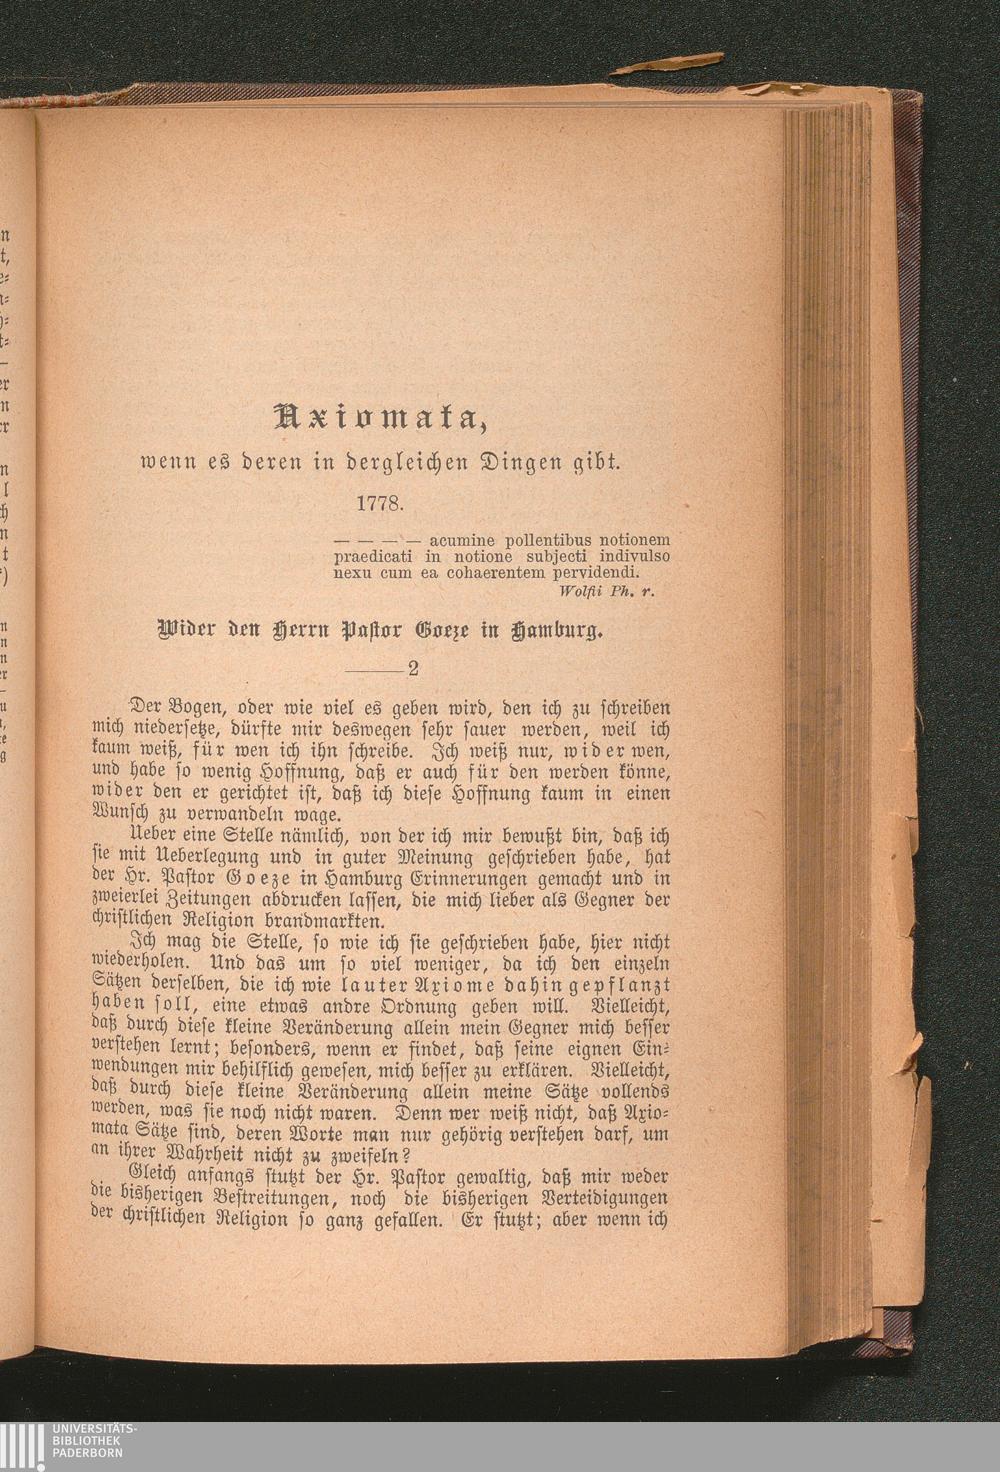 Axiomata,
wenn es deren in dergleichen Dingen gibt.
1778.
— — — — acumine pollentibus notionem
praedicati in notione subjecti indivulso
nexu cum ea cohaerentem pervidendi.
Wolfii Ph. r.
Wider den Herrn Pastor Goeze in Hamburg.
——— 2
Der Bogen, oder wie viel es geben wird, den ich zu schreiben
mich niedersetze, dürfte mir deswegen sehr sauer werden, weil ich
kaum weiß, für wen ich ihn schreibe. Ich weiß nur, wider wen,
und habe so wenig Hoffnung, daß er auch für den werden könne,
wider den er gerichtet ist, daß ich diese Hoffnung kaum in einen
Wunsch zu verwandeln wage.
Ueber eine Stelle nämlich, von der ich mir bewußt bin, daß ich
sie mit Ueberlegung und in guter Meinung geschrieben habe, hat
der Hr. Pastor Goeze in Hamburg Erinnerungen gemacht und in
zweierlei Zeitungen abdrucken lassen, die mich lieber als Gegner der
christlichen Religion brandmarkten.
Ich mag die Stelle, so wie ich sie geschrieben habe, hier nicht
wiederholen. Und das um so viel weniger, da ich den einzeln
Sätzen derselben, die ich wie lauter Axiome dahingepflanzt
haben soll, eine etwas andre Ordnung geben will. Vielleicht,
daß durch diese kleine Veränderung allein mein Gegner mich besser
verstehen lernt; besonders, wenn er findet, daß seine eignen Ein-
wendungen mir behilflich gewesen, mich besser zu erklären. Vielleicht,
daß durch diese kleine Veränderung allein meine Sätze vollends
werden, was sie noch nicht waren. Denn wer weiß nicht, daß Axio-
mata Sätze sind, deren Worte man nur gehörig verstehen darf, um
an ihrer Wahrheit nicht zu zweifeln?
Gleich anfangs stutzt der Hr. Pastor gewaltig, daß mir weder
die bisherigen Bestreitungen, noch die bisherigen Verteidigungen
der christlichen Religion so ganz gefallen. Er stutzt; aber wenn ich
UNIVERSITÄTS-
BIBLIOTHEK
PADERBORN